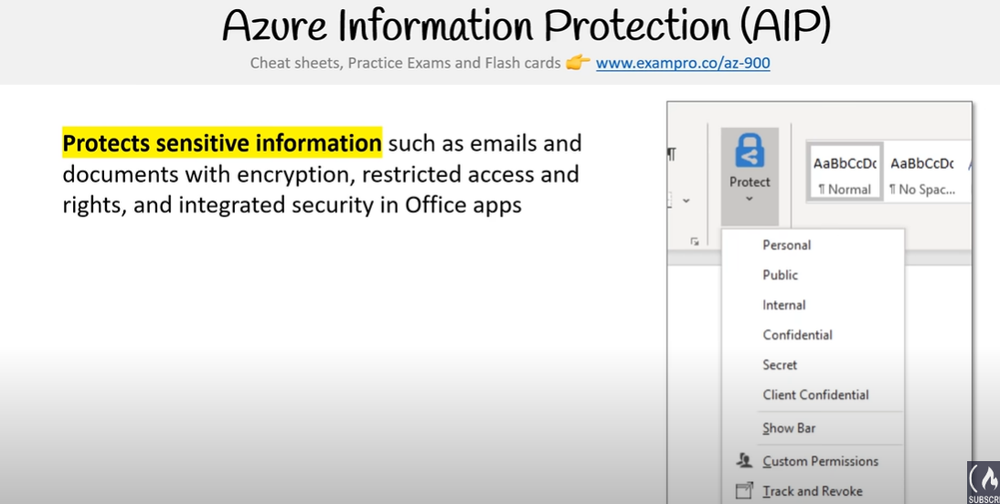 Azure Information Protection (AIP)
Cheat sheets, Practice Exams and Flash cards 👉 www.exampro.co/az-900
Protects sensitive information such as emails and
documents with encryption, restricted access and
rights, and integrated security in Office apps
Protect
AaBbCcDc AaBbCcDc
¶ Normal ¶ No Spac...
Personal
Public
Internal
Confidential
Secret
Client Confidential
Show Bar
Custom Permissions
Track and Revoke